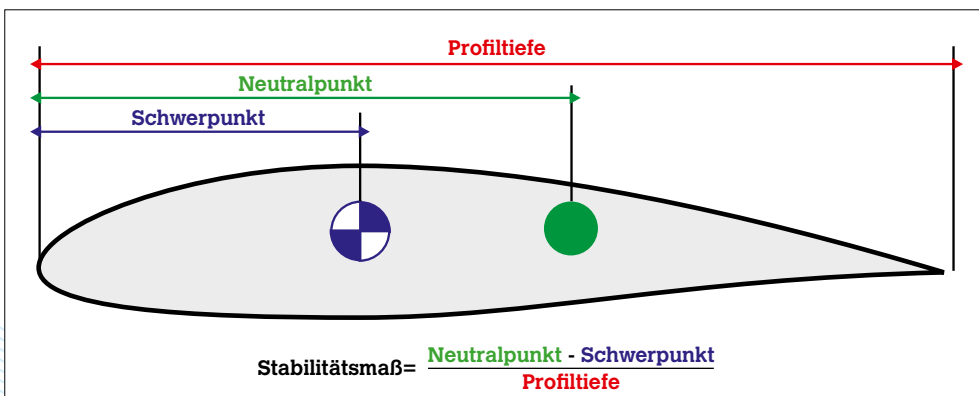 Profiltiefe
Neutralpunkt
Schwerpunkt
Stabilitätsmaß= Neutralpunkt - Schwerpunkt
Profiltiefe